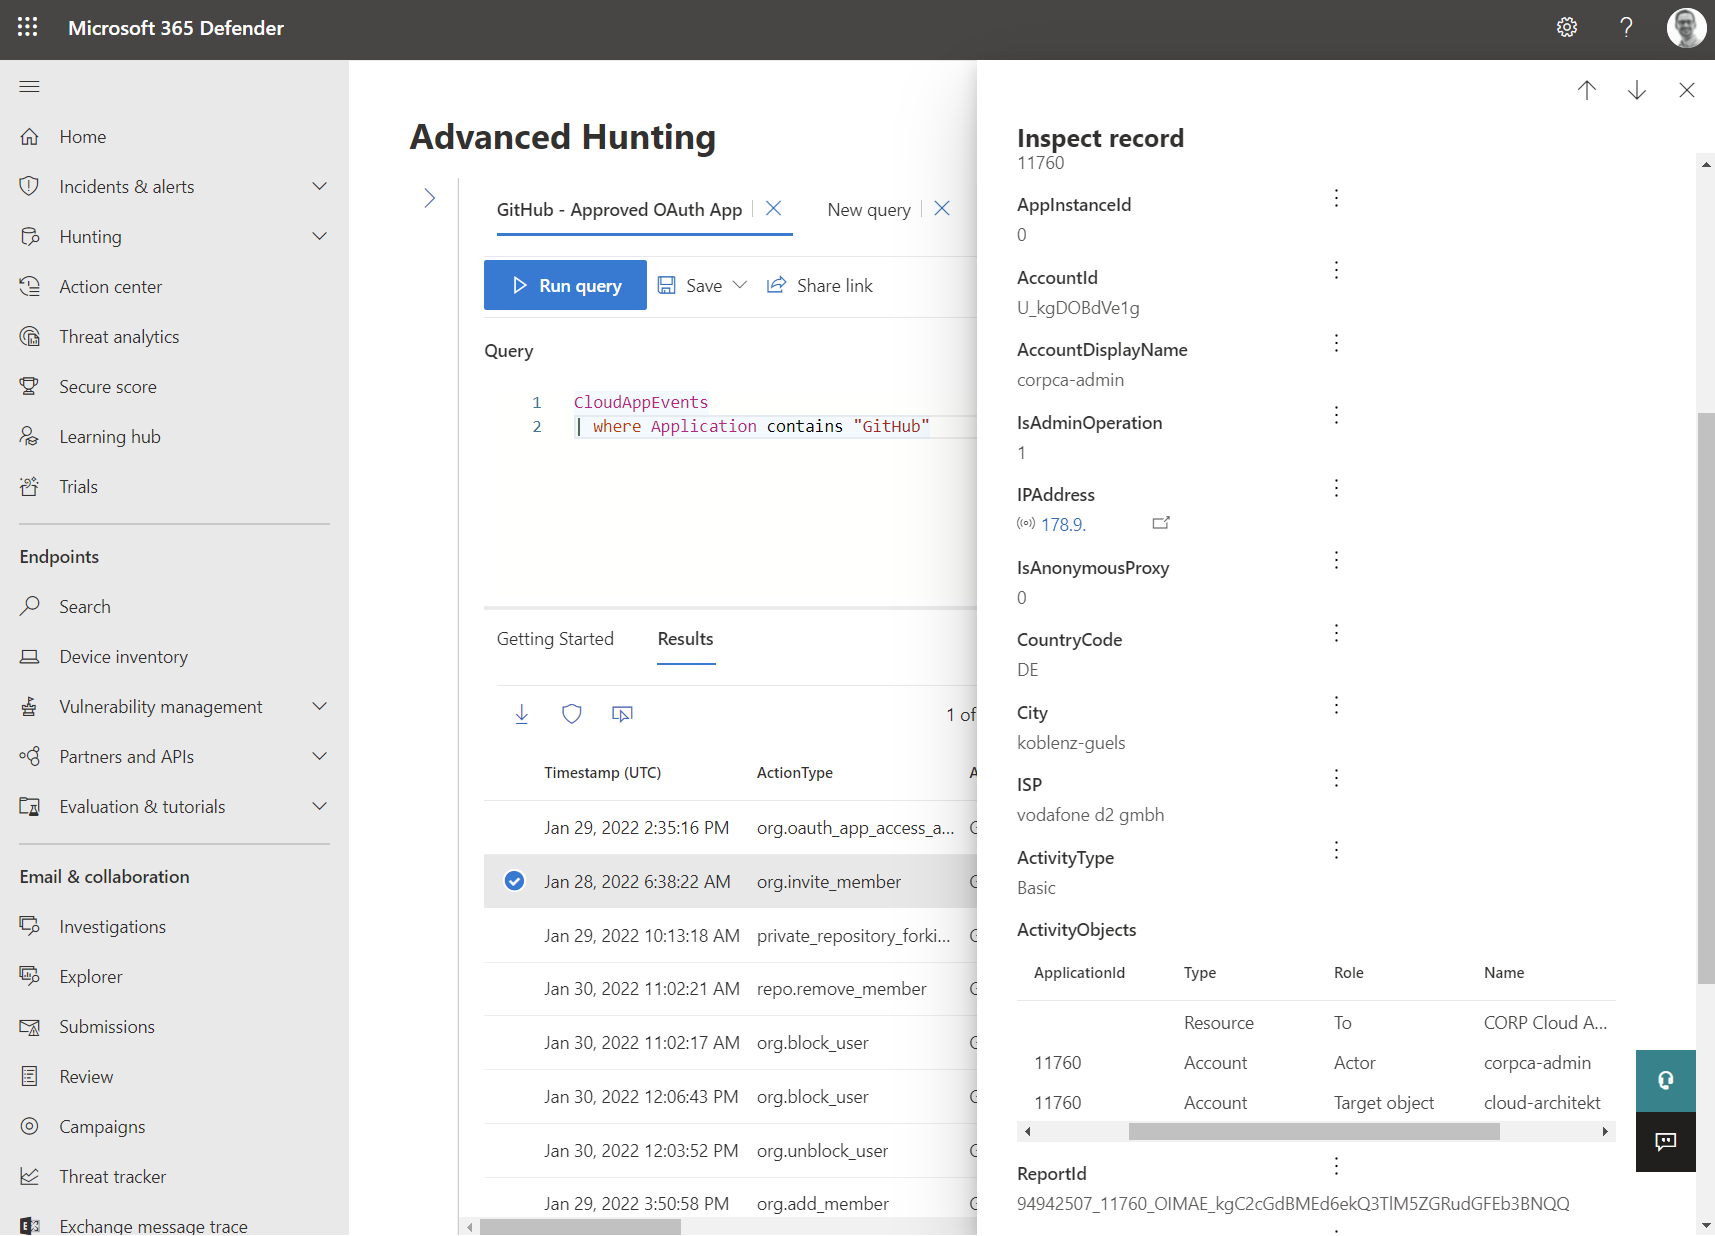 Microsoft 365 Defender
Home
Incidents & alerts
Hunting
Action center
Threat analytics
Secure score
Learning hub
Trials
Endpoints
Search
Device inventory
Vulnerability management
Partners and APIs
Evaluation & tutorials
Email & collaboration
Investigations
Explorer
Submissions
Review
Campaigns
Threat tracker
Exchange message trace
Advanced Hunting
GitHub - Approved OAuth App
New query
Run query
Save
Share link
Query
1 CloudAppEvents
2 | where Application contains "GitHub"
Getting Started
Results
1 of
Timestamp (UTC) ActionType A
Jan 29, 2022 2:35:16 PM org.oauth_app_access_a... G
Jan 28, 2022 6:38:22 AM org.invite_member G
Jan 29, 2022 10:13:18 AM private_repository_forki... G
Jan 30, 2022 11:02:21 AM repo.remove_member G
Jan 30, 2022 11:02:17 AM org.block_user G
Jan 30, 2022 12:06:43 PM org.block_user G
Jan 30, 2022 12:03:52 PM org.unblock_user G
Jan 29, 2022 3:50:58 PM org.add_member G
Inspect record
11760
AppInstanceId
0
AccountId
U_kgDOBdVe1g
AccountDisplayName
corpca-admin
IsAdminOperation
1
IPAddress
178.9.
IsAnonymousProxy
0
CountryCode
DE
City
koblenz-guels
ISP
vodafone d2 gmbh
ActivityType
Basic
ActivityObjects
ApplicationId Type Role Name
Resource To CORP Cloud A...
11760 Account Actor corpca-admin
11760 Account Target object cloud-architekt
ReportId
94942507_11760_OIMAE_kgC2cGdBMEd6ekQ3TlM5ZGRudGFEb3BNQQ